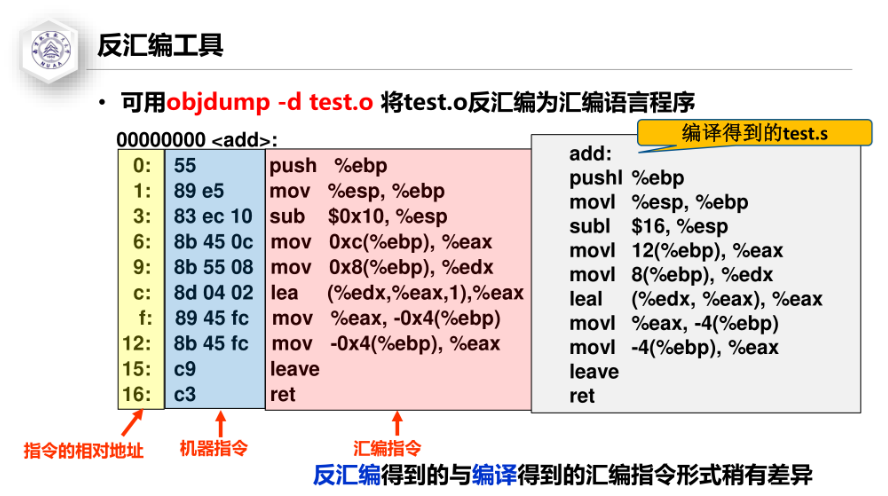 反汇编工具
• 可用objdump -d test.o 将test.o反汇编为汇编语言程序
00000000 <add>:
0: 55 push %ebp
1: 89 e5 mov %esp, %ebp
3: 83 ec 10 sub $0x10, %esp
6: 8b 45 0c mov 0xc(%ebp), %eax
9: 8b 55 08 mov 0x8(%ebp), %edx
c: 8d 04 02 lea (%edx,%eax,1),%eax
f: 89 45 fc mov %eax, -0x4(%ebp)
12: 8b 45 fc mov -0x4(%ebp), %eax
15: c9 leave
16: c3 ret
编译得到的test.s
add:
pushl %ebp
movl %esp, %ebp
subl $16, %esp
movl 12(%ebp), %eax
movl 8(%ebp), %edx
leal (%edx, %eax), %eax
movl %eax, -4(%ebp)
movl -4(%ebp), %eax
leave
ret
指令的相对地址
机器指令
汇编指令
反汇编得到的与编译得到的汇编指令形式稍有差异